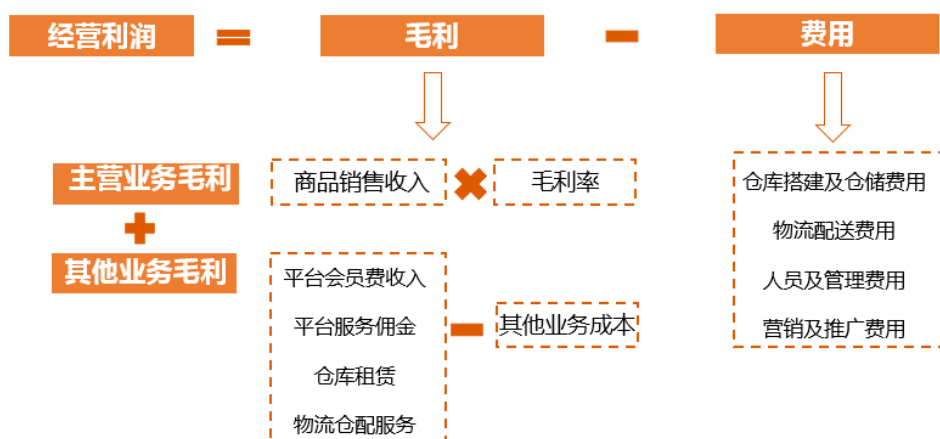 经营利润
毛利
费用
主营业务毛利
商品销售收入
毛利率
其他业务毛利
平台会员费收入
平台服务佣金
仓库租赁
物流仓配服务
其他业务成本
仓库搭建及仓储费用
物流配送费用
人员及管理费用
营销及推广费用